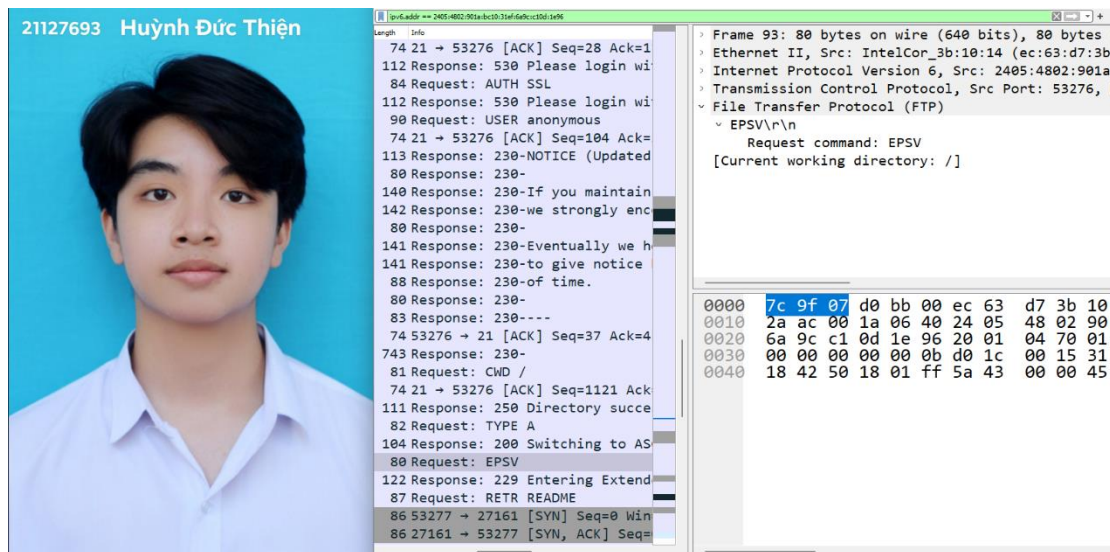 21127693 Huỳnh Đức Thiện
ipv6.addr == 2405:4802:901a:bc10:31ef:6a9c:c10d:1e96
Length Info
74 21 → 53276 [ACK] Seq=28 Ack=1
112 Response: 530 Please login wi
84 Request: AUTH SSL
112 Response: 530 Please login wi
90 Request: USER anonymous
74 21 → 53276 [ACK] Seq=104 Ack=
113 Response: 230-NOTICE (Updated
80 Response: 230-
140 Response: 230-If you maintain
142 Response: 230-we strongly enc
80 Response: 230-
141 Response: 230-Eventually we h
141 Response: 230-to give notice
88 Response: 230-of time.
80 Response: 230-
83 Response: 230----
74 53276 → 21 [ACK] Seq=37 Ack=4
743 Response: 230-
81 Request: CWD /
74 21 → 53276 [ACK] Seq=1121 Ack
111 Response: 250 Directory succe
82 Request: TYPE A
104 Response: 200 Switching to AS
80 Request: EPSV
122 Response: 229 Entering Extend
87 Request: RETR README
86 53277 → 27161 [SYN] Seq=0 Win
86 27161 → 53277 [SYN, ACK] Seq=
Frame 93: 80 bytes on wire (640 bits), 80 bytes
Ethernet II, Src: IntelCor_3b:10:14 (ec:63:d7:3b
Internet Protocol Version 6, Src: 2405:4802:901a
Transmission Control Protocol, Src Port: 53276,
File Transfer Protocol (FTP)
EPSV\r\n
Request command: EPSV
[Current working directory: /]
0000 7c 9f 07 d0 bb 00 ec 63 d7 3b 10
0010 2a ac 00 1a 06 40 24 05 48 02 90
0020 6a 9c c1 0d 1e 96 20 01 04 70 01
0030 00 00 00 00 00 0b d0 1c 00 15 31
0040 18 42 50 18 01 ff 5a 43 00 00 45